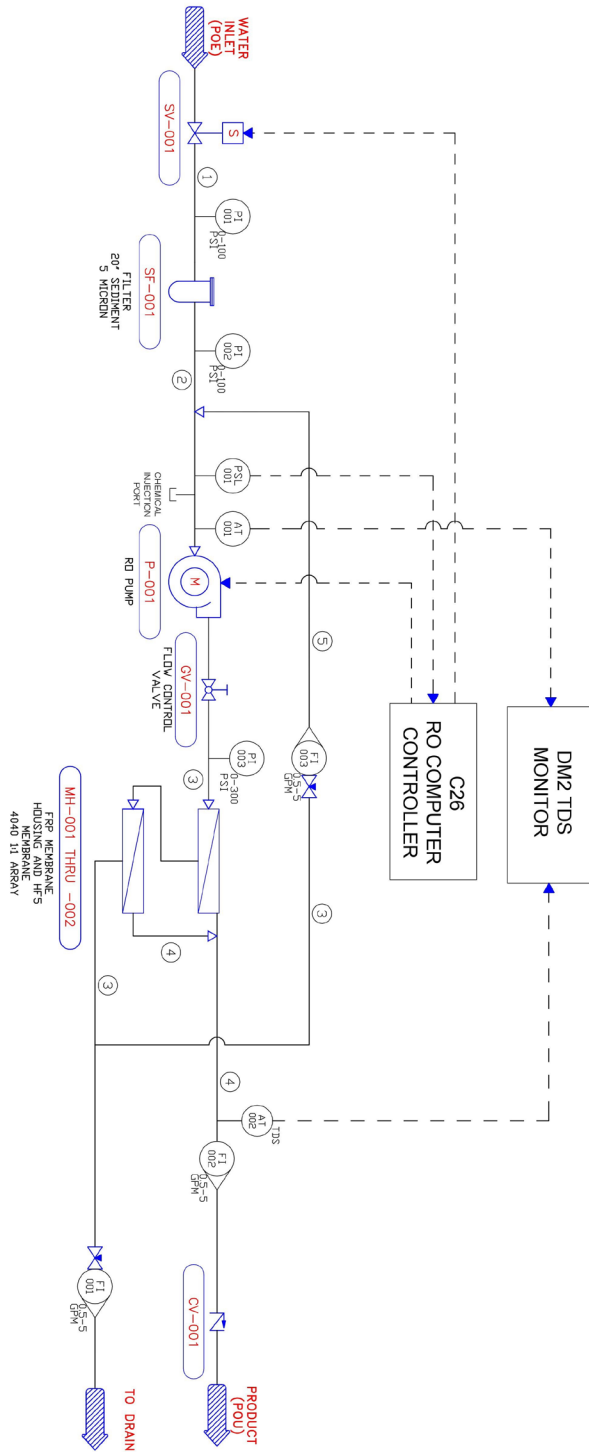 WATER
INLET
(POE)
SV-001
S
1
PI
001
0-100
PSI
SF-001
FILTER
20" SEDIMENT
5 MICRON
PI
002
0-100
PSI
2
PSL
001
CHEMICAL
INJECTION
PORT
AT
001
M
P-001
RO PUMP
GV-001
FLOW CONTROL
VALVE
PI
003
0-300
PSI
3
MH-001 THRU -002
FRP MEMBRANE
HOUSING AND HF5
MEMBRANE
4040 1:1 ARRAY
5
FI
003
0.5-5
GPM
3
C26
RO COMPUTER
CONTROLLER
DM2 TDS
MONITOR
4
3
4
AT
002
TDS
FI
002
0.5-5
GPM
FI
001
0.5-5
GPM
CV-001
PRODUCT
(POU)
TO DRAIN